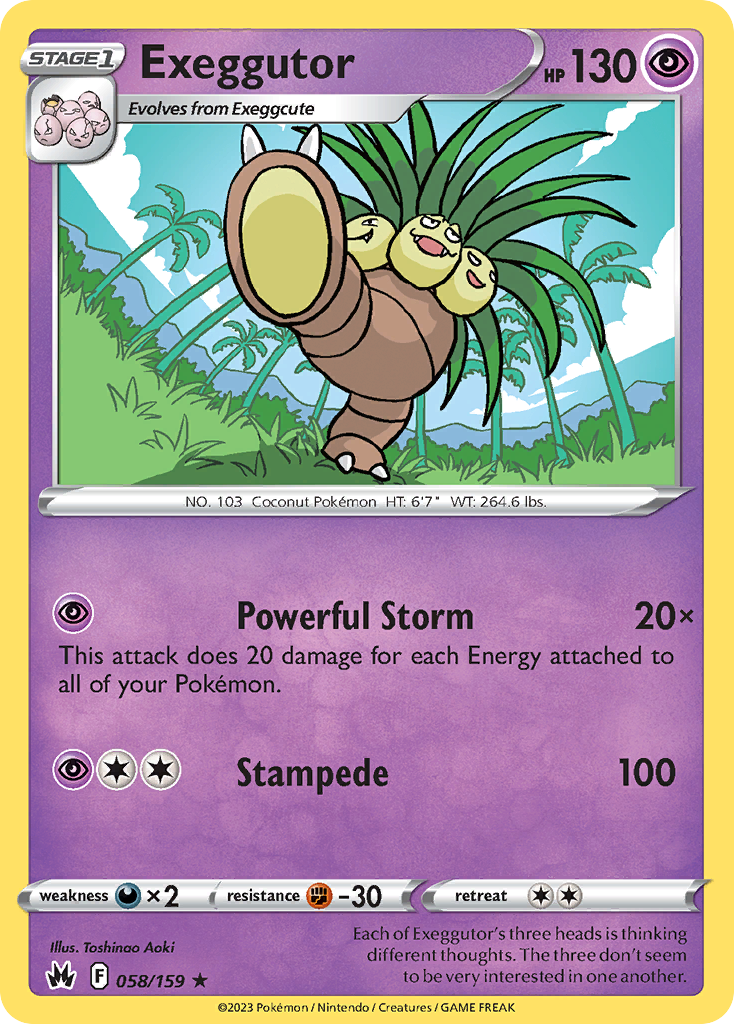 STAGE 1
Exeggutor
HP 130
Evolves from Exeggcute
NO. 103 Coconut Pokémon HT: 6'7" WT: 264.6 lbs.
Powerful Storm 20×
This attack does 20 damage for each Energy attached to
all of your Pokémon.
Stampede 100
weakness ×2 resistance -30 retreat
Illus. Toshinao Aoki
Each of Exeggutor's three heads is thinking
different thoughts. The three don't seem
to be very interested in one another.
F 058/159 ★
©2023 Pokémon / Nintendo / Creatures / GAME FREAK